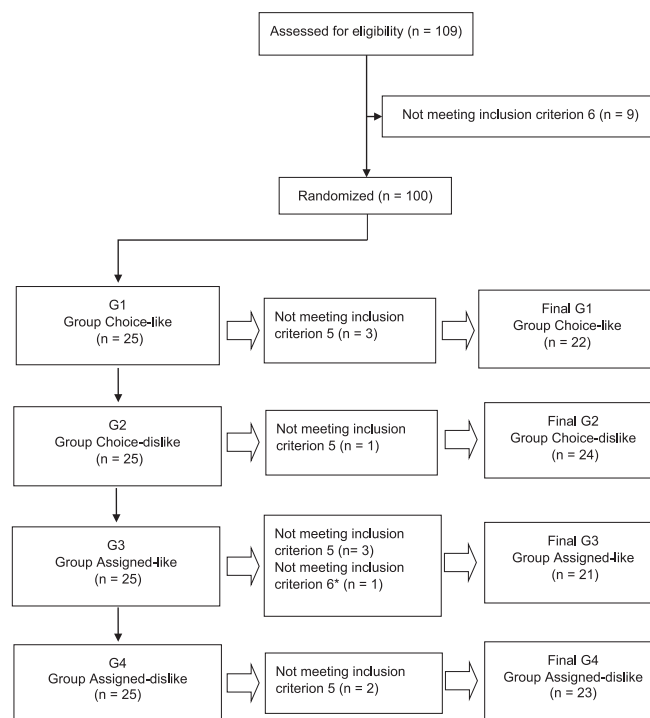 Assessed for eligibility (n = 109)
Not meeting inclusion criterion 6 (n = 9)
Randomized (n = 100)
G1
Group Choice-like
(n = 25)
Not meeting inclusion
criterion 5 (n = 3)
Final G1
Group Choice-like
(n = 22)
G2
Group Choice-dislike
(n = 25)
Not meeting inclusion
criterion 5 (n = 1)
Final G2
Group Choice-dislike
(n = 24)
G3
Group Assigned-like
(n = 25)
Not meeting inclusion
criterion 5 (n= 3)
Not meeting inclusion
criterion 6* (n = 1)
Final G3
Group Assigned-like
(n = 21)
G4
Group Assigned-dislike
(n = 25)
Not meeting inclusion
criterion 5 (n = 2)
Final G4
Group Assigned-dislike
(n = 23)